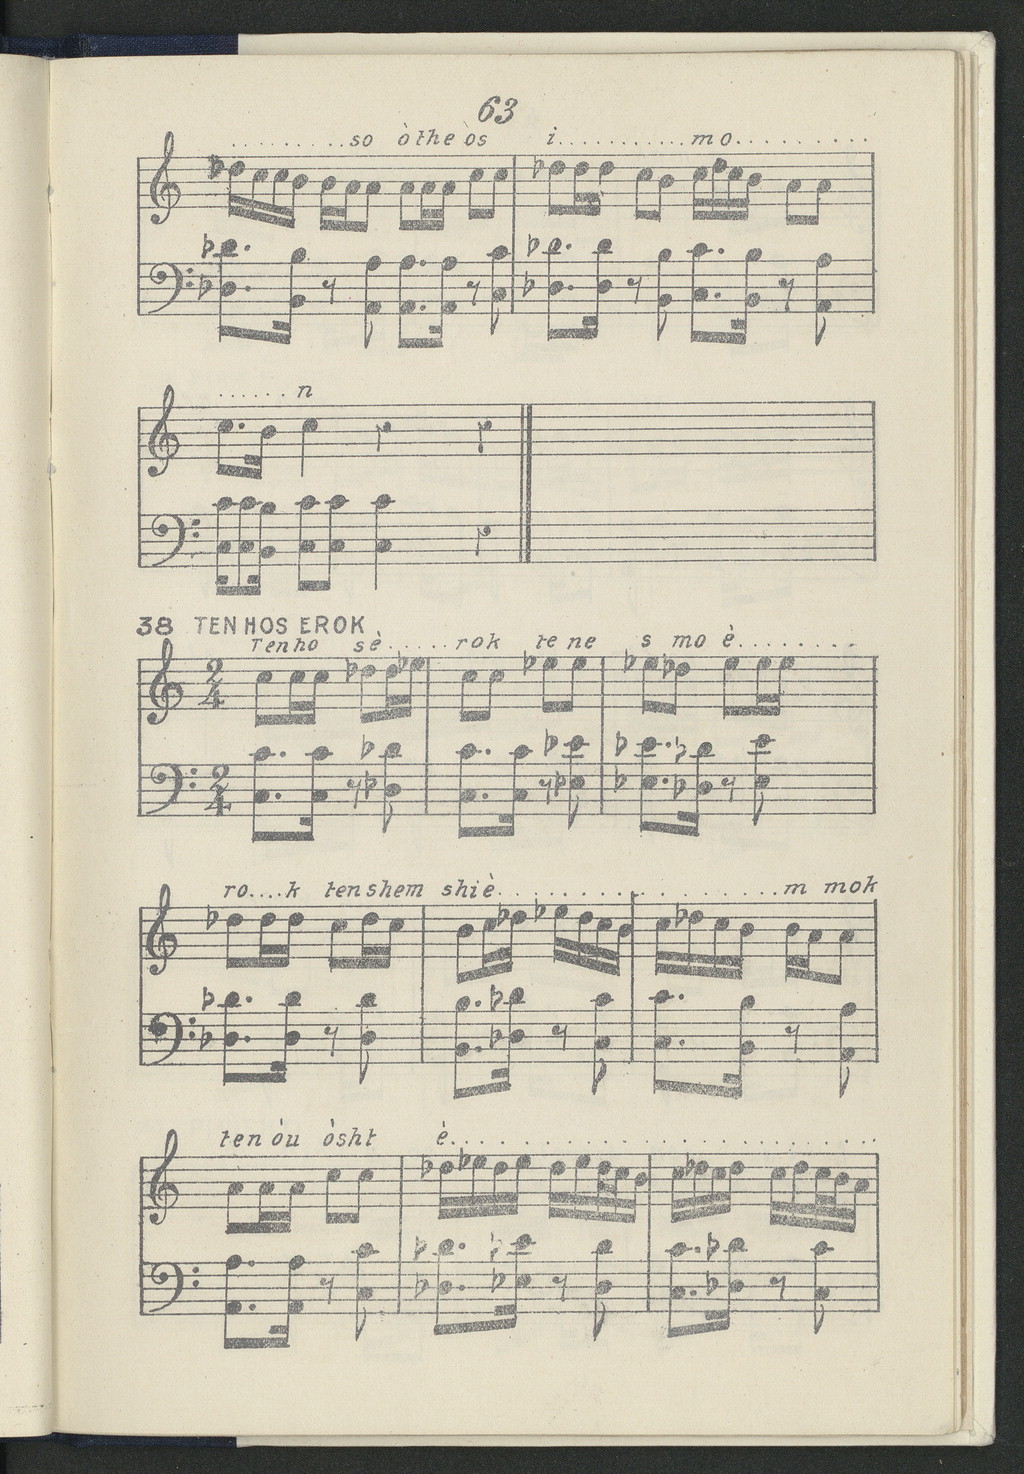 63
..........so òthe òs i...........mo..........
......n
38 TENHOS EROK
Tenho sè......rok te ne s mo è.........
ro....k tenshem shiè....................m mok
ten òu òsht è..........................